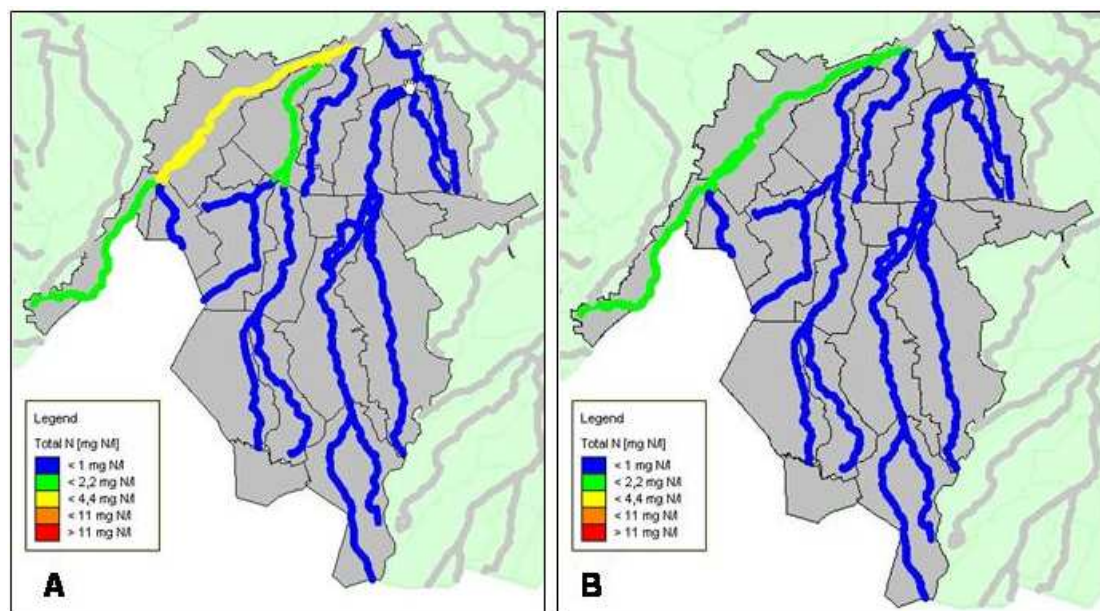 Legend
Total N [mg N/l]
< 1 mg N/l
< 2,2 mg N/l
< 4,4 mg N/l
< 11 mg N/l
> 11 mg N/l
A
Legend
Total N [mg N/l]
< 1 mg N/l
< 2,2 mg N/l
< 4,4 mg N/l
< 11 mg N/l
> 11 mg N/l
B